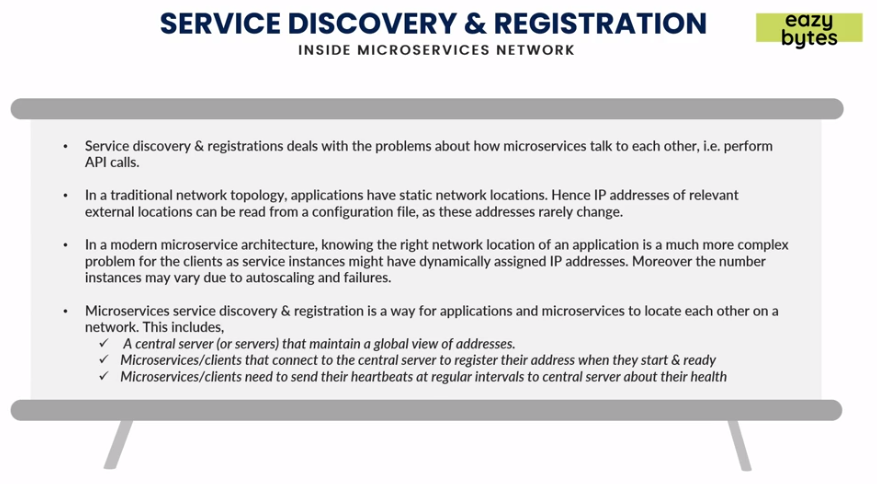 SERVICE DISCOVERY & REGISTRATION
INSIDE MICROSERVICES NETWORK
eazy
bytes
• Service discovery & registrations deals with the problems about how microservices talk to each other, i.e. perform
API calls.
• In a traditional network topology, applications have static network locations. Hence IP addresses of relevant
external locations can be read from a configuration file, as these addresses rarely change.
• In a modern microservice architecture, knowing the right network location of an application is a much more complex
problem for the clients as service instances might have dynamically assigned IP addresses. Moreover the number
instances may vary due to autoscaling and failures.
• Microservices service discovery & registration is a way for applications and microservices to locate each other on a
network. This includes,
✓ A central server (or servers) that maintain a global view of addresses.
✓ Microservices/clients that connect to the central server to register their address when they start & ready
✓ Microservices/clients need to send their heartbeats at regular intervals to central server about their health